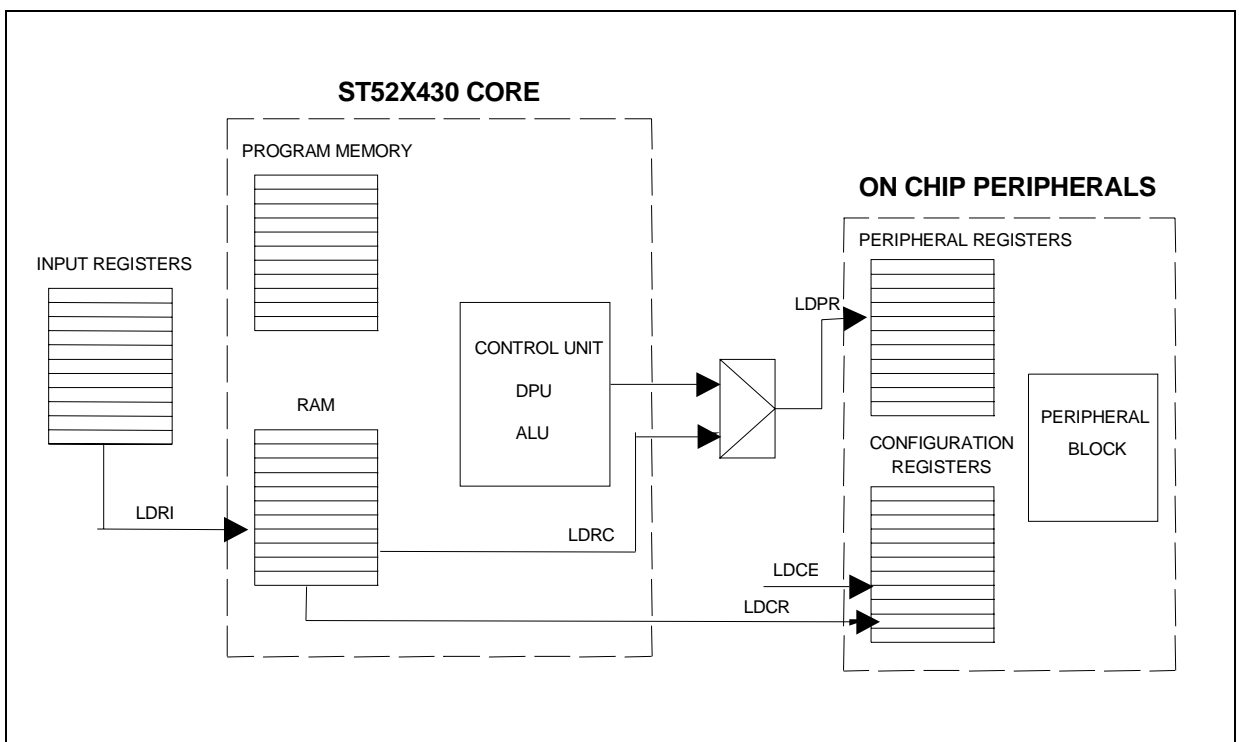 ST52X430 CORE
PROGRAM MEMORY
ON CHIP PERIPHERALS
PERIPHERAL REGISTERS
INPUT REGISTERS
LDPR
CONTROL UNIT
DPU
ALU
RAM
PERIPHERAL
BLOCK
CONFIGURATION
REGISTERS
LDRI
LDRC
LDCE
LDCR